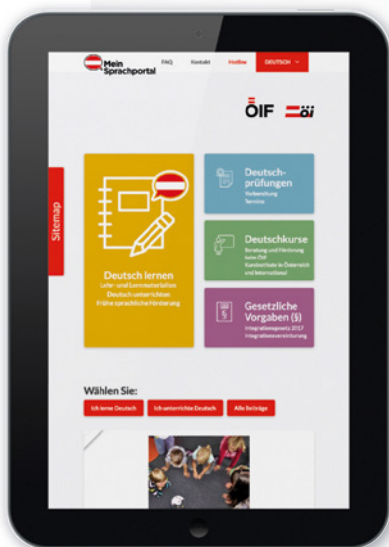 Mein
Sprachportal
FAQ
Kontakt
Hotline
DEUTSCH
ÖIF
öi
Sitemap
Deutsch lernen
Lehr- und Lernmaterialien
Deutsch unterrichten
Frühe sprachliche Förderung
Deutsch-
prüfungen
Vorbereitung
Termine
Deutschkurse
Beratung und Förderung
beim ÖIF
Kursinstitute in Österreich
und International
Gesetzliche
Vorgaben (§)
Integrationsgesetz 2017
Integrationsvereinbarung
Wählen Sie:
Ich lerne Deutsch
Ich unterrichte Deutsch
Alle Beiträge